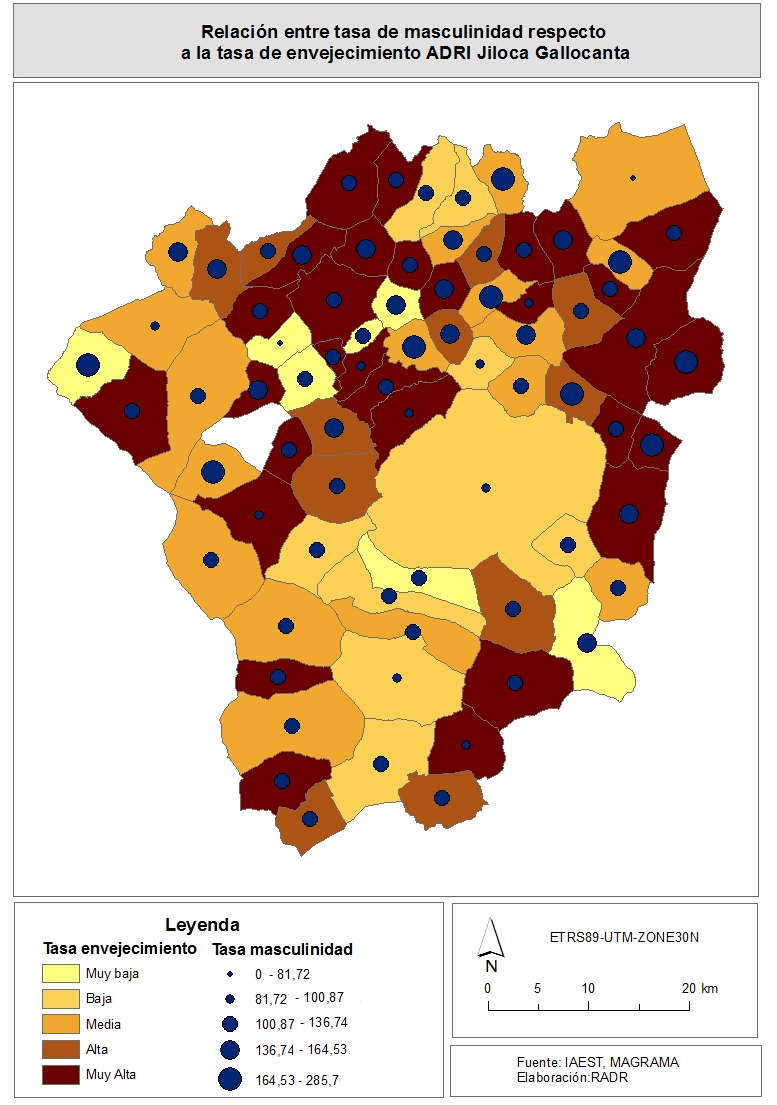 Relación entre tasa de masculinidad respecto
a la tasa de envejecimiento ADRI Jiloca Gallocanta
Leyenda
Tasa envejecimiento
Muy baja
Baja
Media
Alta
Muy Alta
Tasa masculinidad
0 - 81,72
81,72 - 100,87
100,87 - 136,74
136,74 - 164,53
164,53 - 285,7
ETRS89-UTM-ZONE30N
N
0 5 10 20 km
Fuente: IAEST, MAGRAMA
Elaboración:RADR